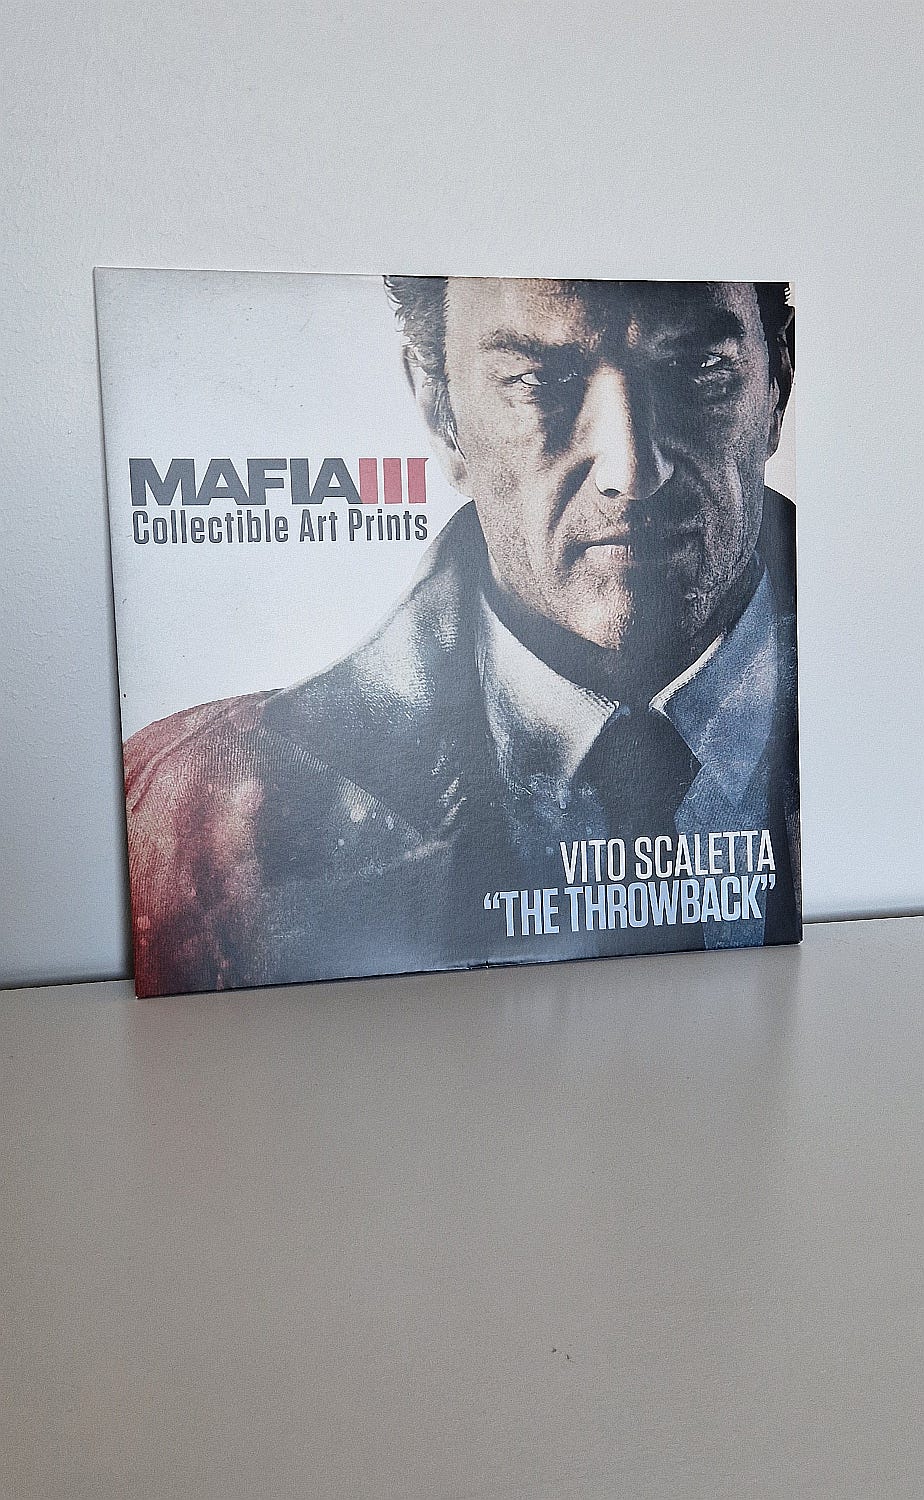 MAFIA III
Collectible Art Prints
VITO SCALETTA
“THE THROWBACK”